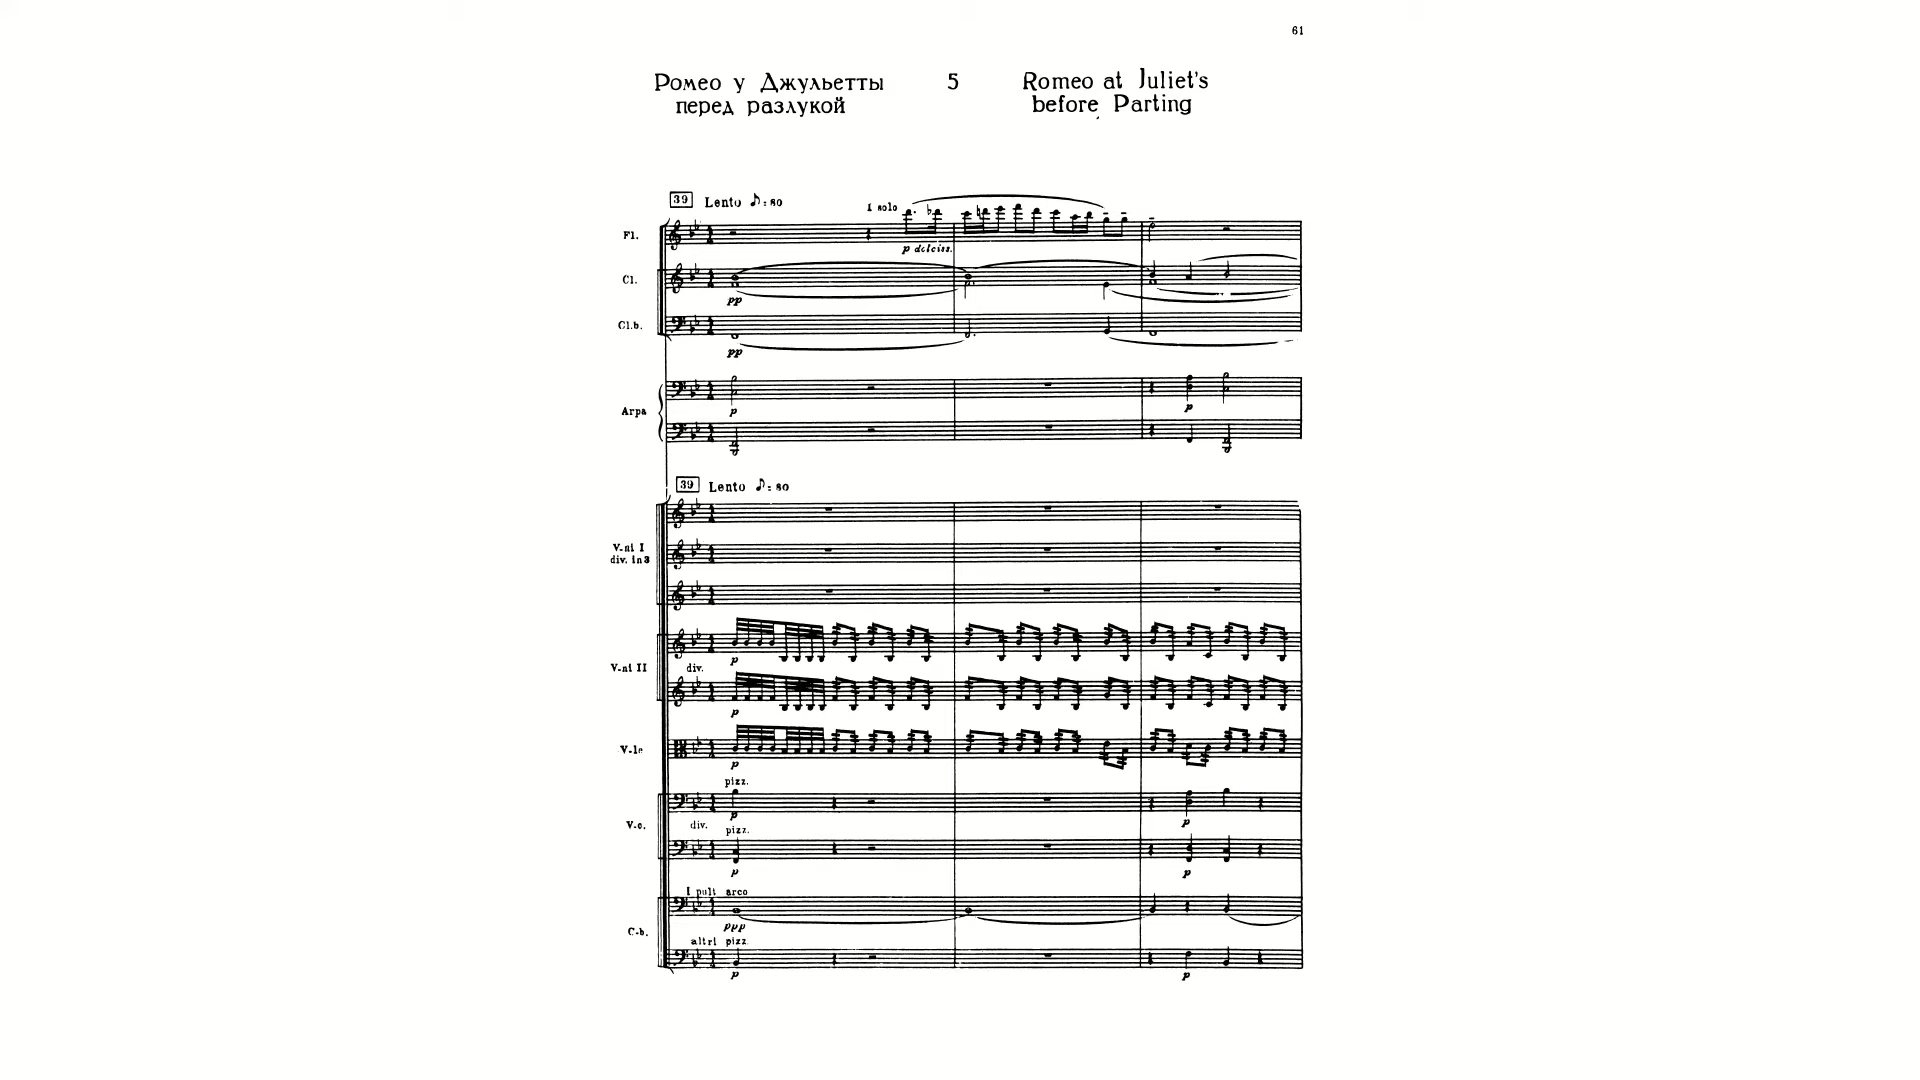 61
Ромео у Джульетты 5 Romeo at Juliet's
перед разлукой before Parting
39 Lento ♪=80
I solo
Fl.
p dolciss.
Cl.
pp
Cl.b.
pp
Arpa
p p
39 Lento ♪=80
V-ni I
div. in 3
V-ni II
p
div.
p
V-le
p
pizz.
p p
V-c.
div. pizz.
p p
I pult arco
ppp
C-b.
altri pizz.
p p